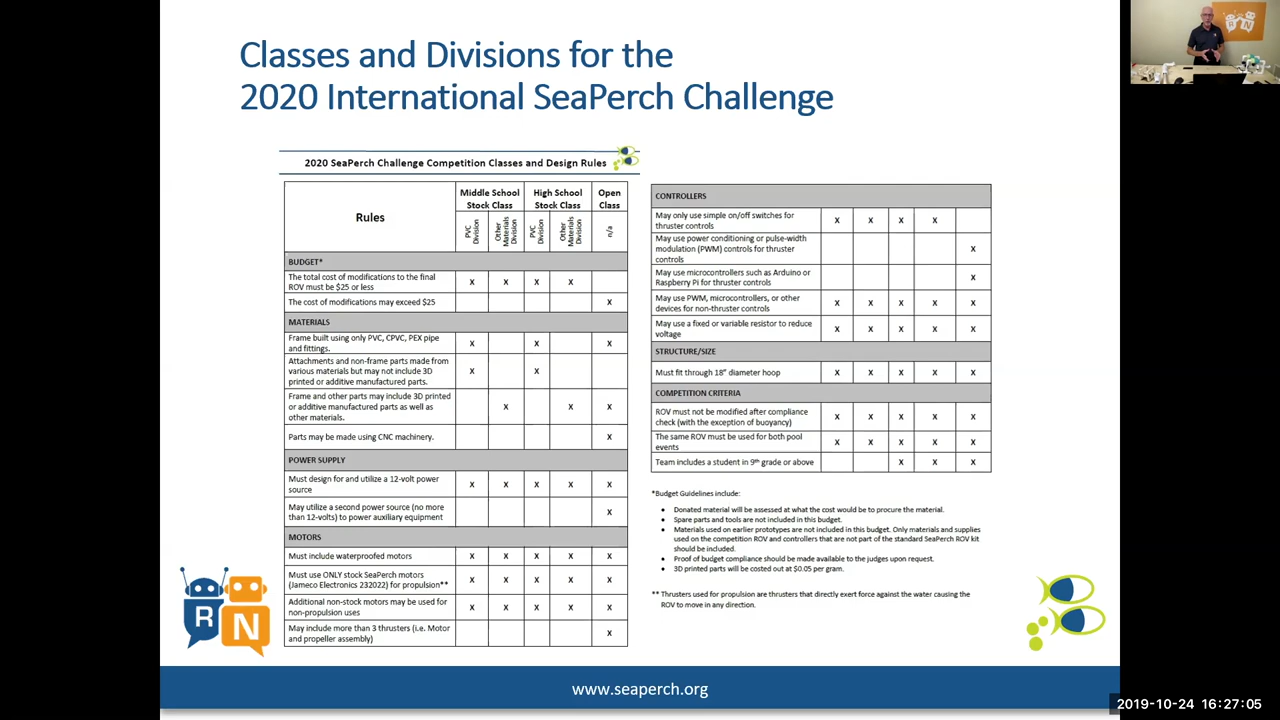 Classes and Divisions for the
2020 International SeaPerch Challenge
2020 SeaPerch Challenge Competition Classes and Design Rules
Rules
Middle School
Stock Class
High School
Stock Class
Open
Class
PVC
Division
Other
Materials
Division
PVC
Division
Other
Materials
Division
n/a
BUDGET*
The total cost of modifications to the final
ROV must be $25 or less
X X X X
The cost of modifications may exceed $25
X
MATERIALS
Frame built using only PVC, CPVC, PEX pipe
and fittings.
X X X
Attachments and non-frame parts made from
various materials but may not include 3D
printed or additive manufactured parts.
X X
Frame and other parts may include 3D printed
or additive manufactured parts as well as
other materials.
X X X
Parts may be made using CNC machinery.
X
POWER SUPPLY
Must design for and utilize a 12-volt power
source
X X X X X
May utilize a second power source (no more
than 12-volts) to power auxiliary equipment
X
MOTORS
Must include waterproofed motors
X X X X X
Must use ONLY stock SeaPerch motors
(Jameco Electronics 232022) for propulsion**
X X X X X
Additional non-stock motors may be used for
non-propulsion uses
X X X X X
May include more than 3 thrusters (i.e. Motor
and propeller assembly)
X
CONTROLLERS
May only use simple on/off switches for
thruster controls
X X X X
May use power conditioning or pulse-width
modulation (PWM) controls for thruster
controls
X
May use microcontrollers such as Arduino or
Raspberry Pi for thruster controls
X
May use PWM, microcontrollers, or other
devices for non-thruster controls
X X X X X
May use a fixed or variable resistor to reduce
voltage
X X X X X
STRUCTURE/SIZE
Must fit through 18" diameter hoop
X X X X X
COMPETITION CRITERIA
ROV must not be modified after compliance
check (with the exception of buoyancy)
X X X X X
The same ROV must be used for both pool
events
X X X X X
Team includes a student in 9th grade or above
X X X
*Budget Guidelines include:
• Donated material will be assessed at what the cost would be to procure the material.
• Spare parts and tools are not included in this budget.
• Materials used on earlier prototypes are not included in this budget. Only materials and supplies
used on the competition ROV and controllers that are not part of the standard SeaPerch ROV kit
should be included.
• Proof of budget compliance should be made available to the judges upon request.
• 3D printed parts will be costed out at $0.05 per gram.
** Thrusters used for propulsion are thrusters that directly exert force against the water causing the
ROV to move in any direction.
R N
R N
www.seaperch.org
2019-10-24 16:27:05